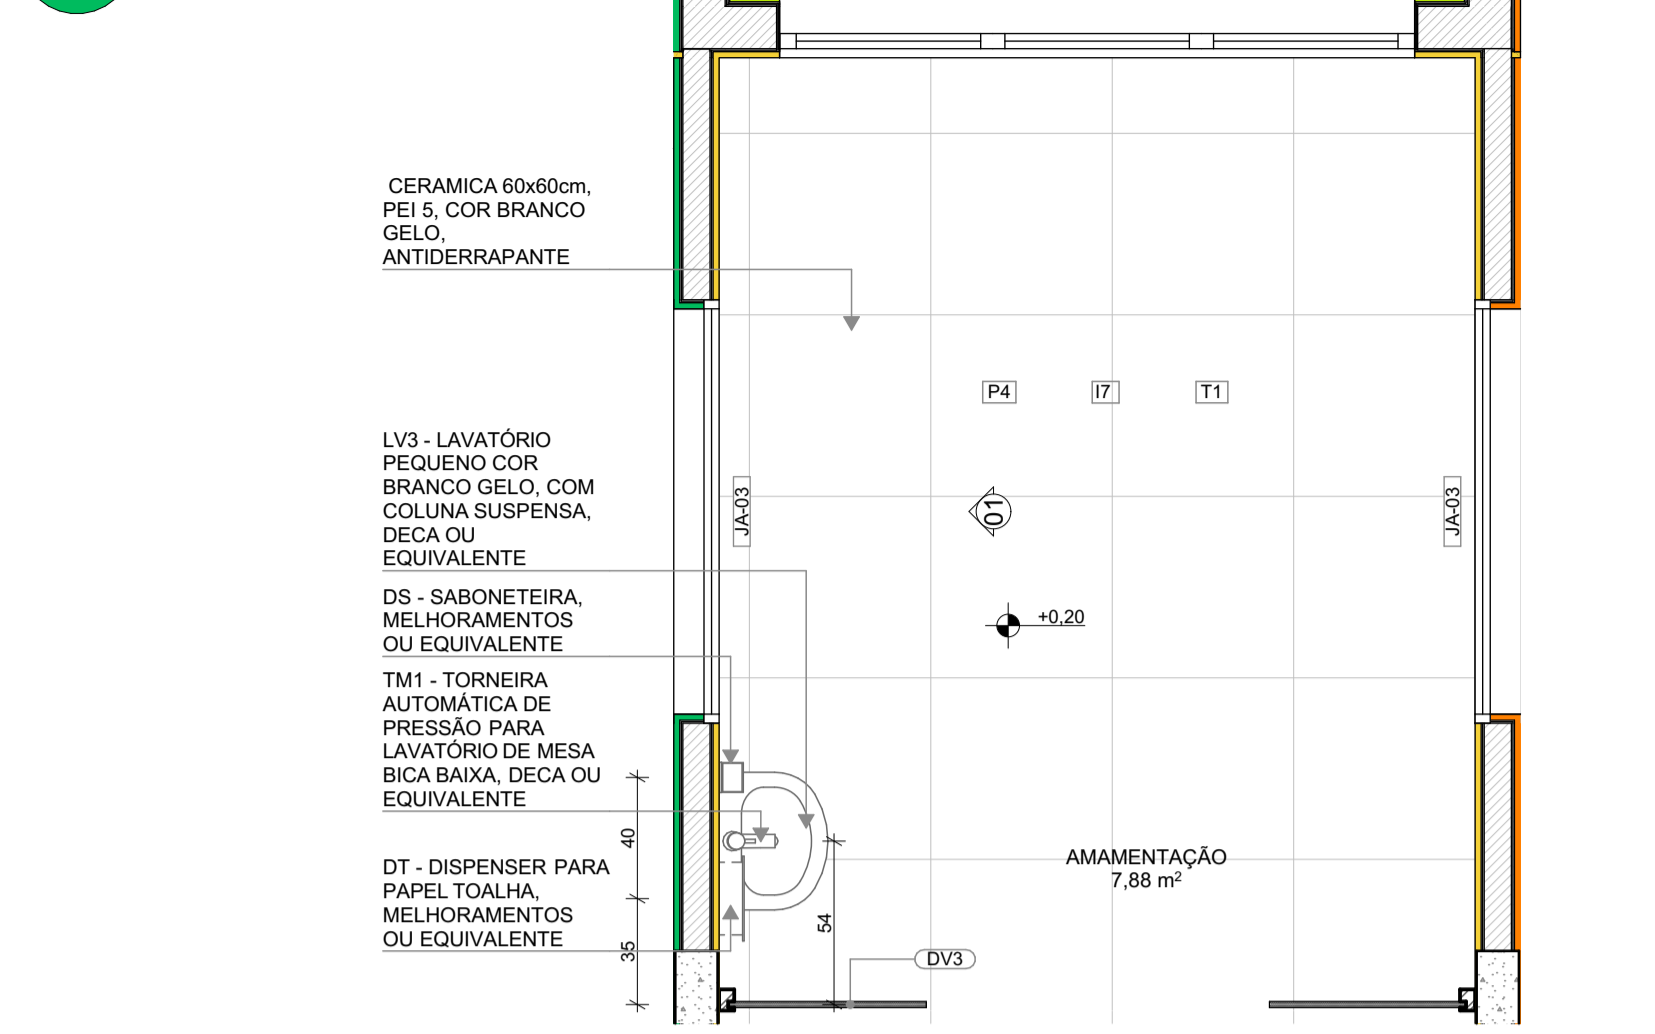 CERAMICA 60x60cm,
PEI 5, COR BRANCO
GELO,
ANTIDERRAPANTE
P4
I7
T1
LV3 - LAVATÓRIO
PEQUENO COR
BRANCO GELO, COM
COLUNA SUSPENSA,
DECA OU
EQUIVALENTE
JA-03
01
JA-03
DS - SABONETEIRA,
MELHORAMENTOS
OU EQUIVALENTE
+0,20
TM1 - TORNEIRA
AUTOMÁTICA DE
PRESSÃO PARA
LAVATÓRIO DE MESA
BICA BAIXA, DECA OU
EQUIVALENTE
40
DT - DISPENSER PARA
PAPEL TOALHA,
MELHORAMENTOS
OU EQUIVALENTE
35
54
AMAMENTAÇÃO
7,88 m²
DV3